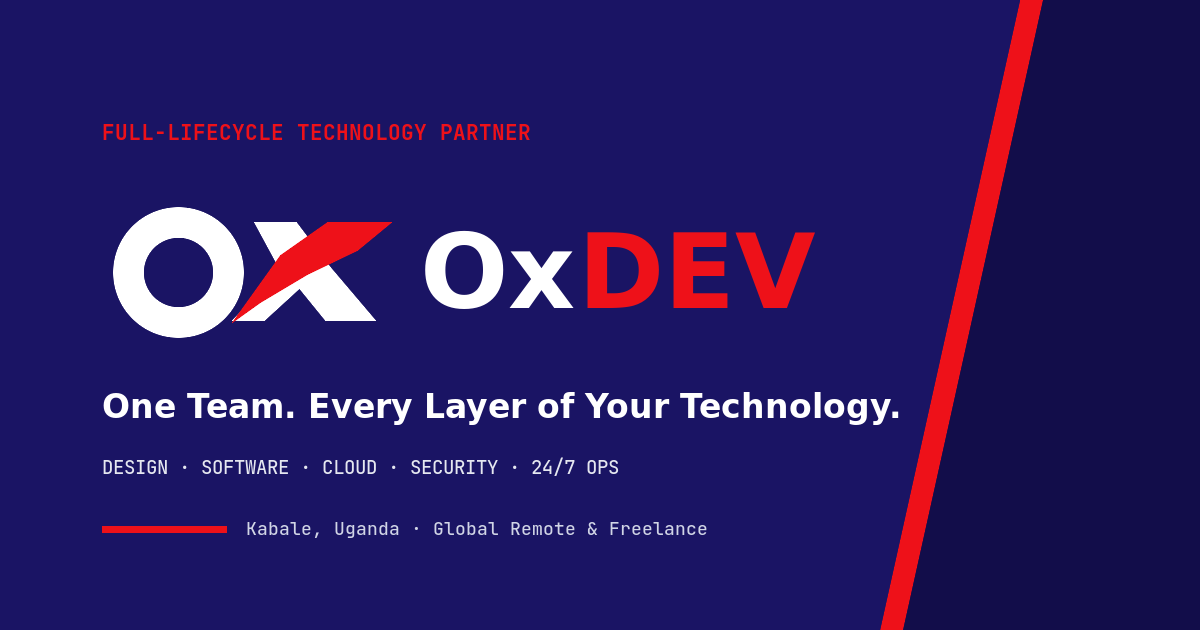 FULL-LIFECYCLE TECHNOLOGY PARTNER
OX OxDEV
One Team. Every Layer of Your Technology.
DESIGN · SOFTWARE · CLOUD · SECURITY · 24/7 OPS
Kabale, Uganda · Global Remote & Freelance